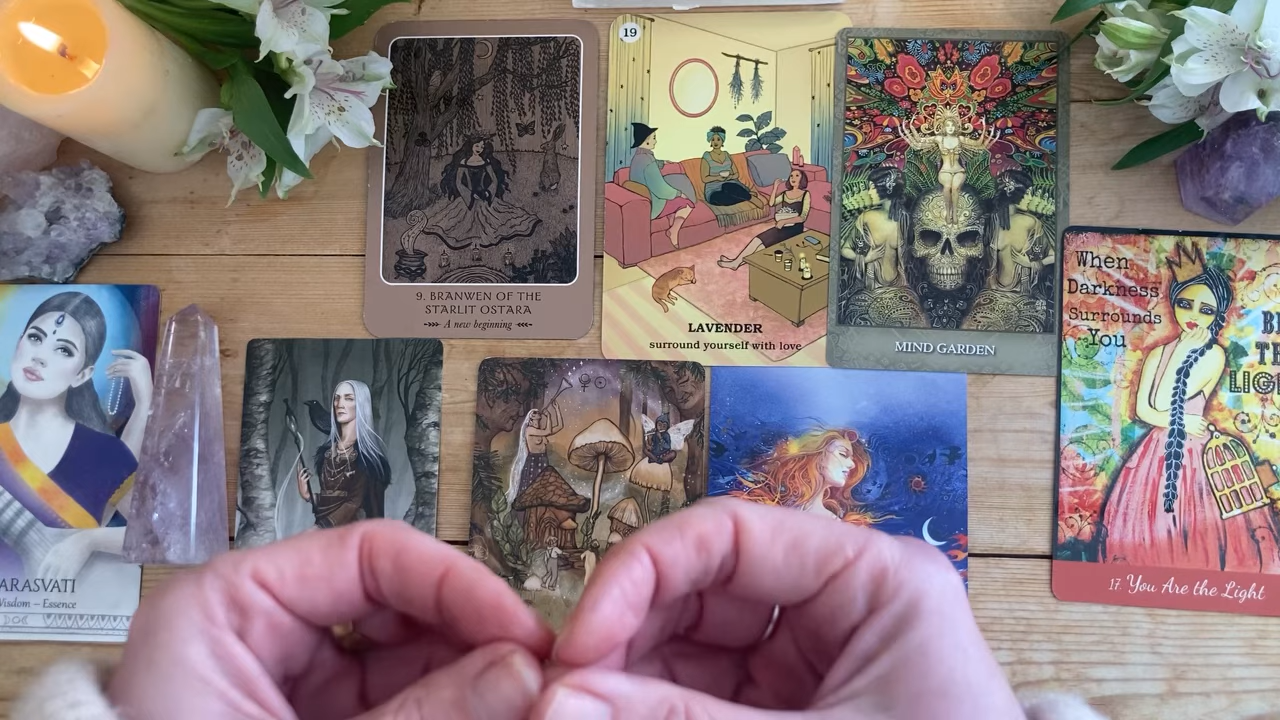 9. BRANWEN OF THE
STARLIT OSTARA
A new beginning
19
LAVENDER
surround yourself with love
MIND GARDEN
When
Darkness
Surrounds
You
17. You Are the Light
ARASVATI
Wisdom – Essence